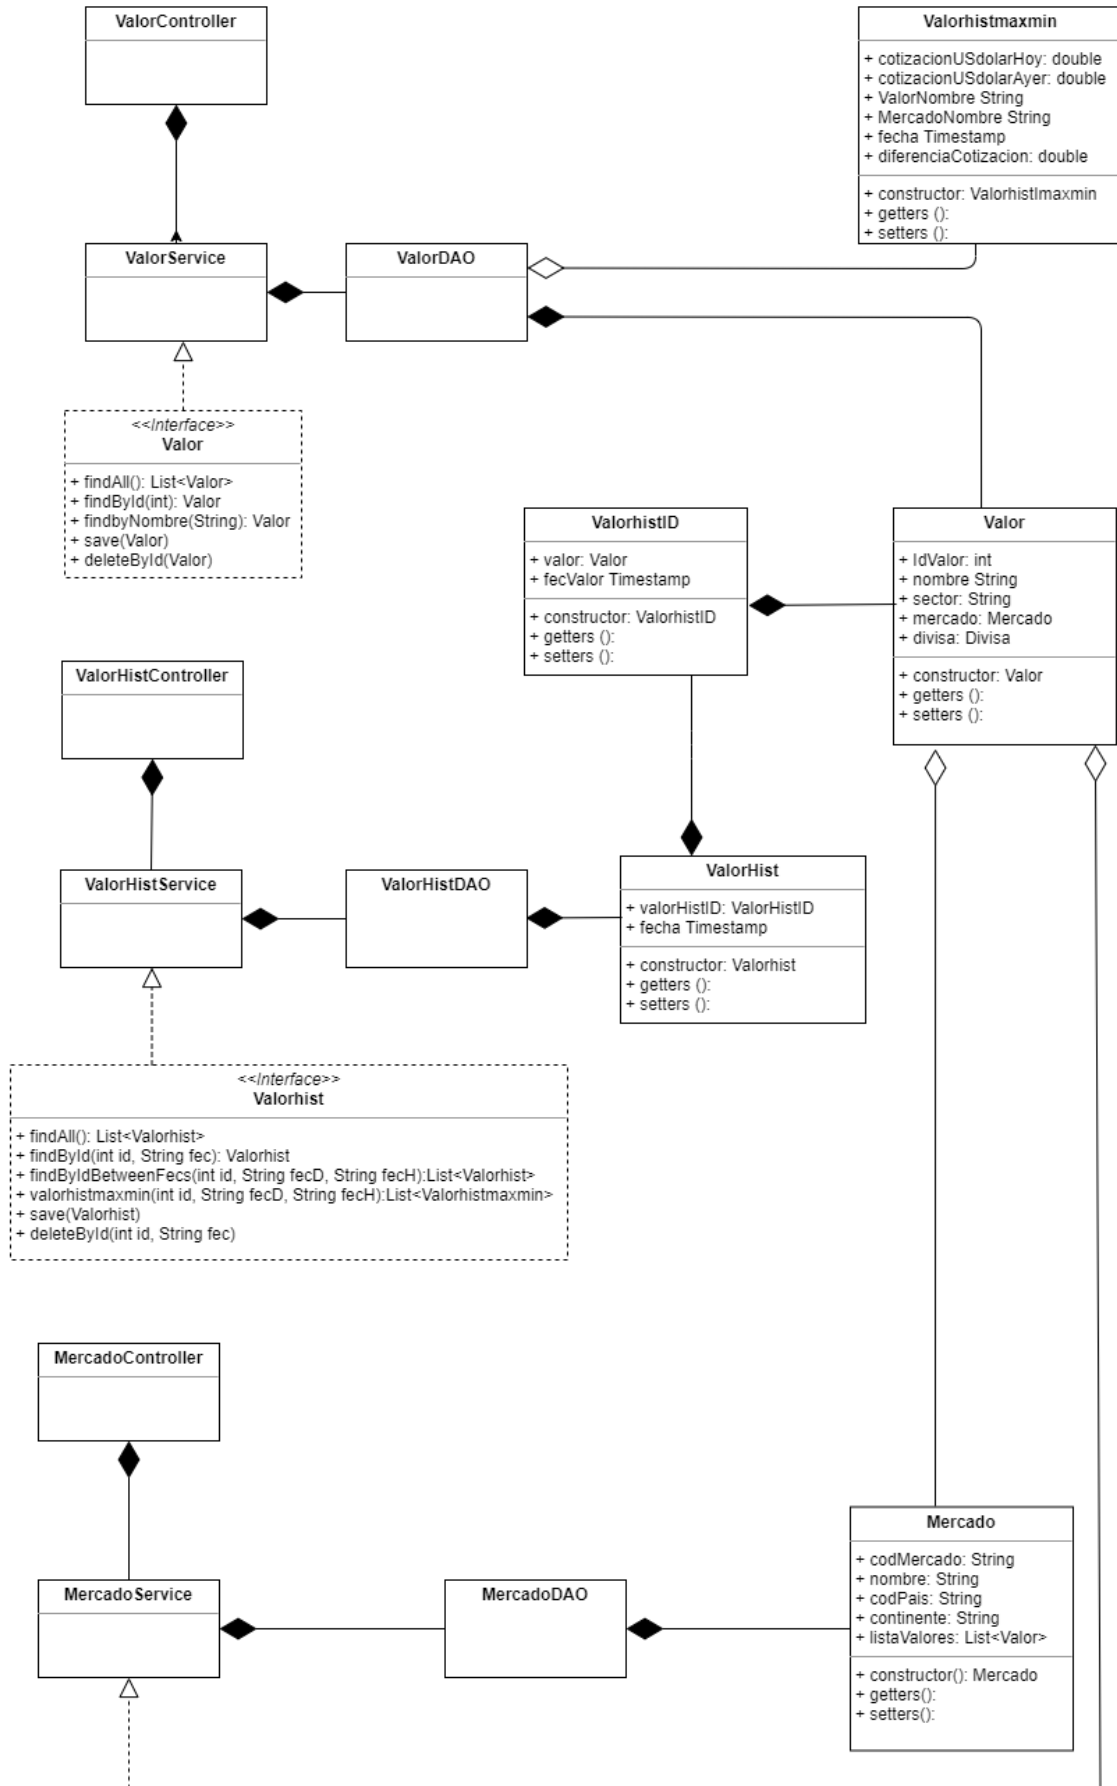 ValorController
Valorhistmaxmin
+ cotizacionUSdolarHoy: double
+ cotizacionUSdolarAyer: double
+ ValorNombre String
+ MercadoNombre String
+ fecha Timestamp
+ diferenciaCotizacion: double
+ constructor: Valorhistlmaxmin
+ getters ():
+ setters ():
ValorService
ValorDAO
<<Interface>>
Valor
+ findAll(): List<Valor>
+ findById(int): Valor
+ findbyNombre(String): Valor
+ save(Valor)
+ deleteById(Valor)
ValorhistID
+ valor: Valor
+ fecValor Timestamp
+ constructor: ValorhistID
+ getters ():
+ setters ():
Valor
+ IdValor: int
+ nombre String
+ sector: String
+ mercado: Mercado
+ divisa: Divisa
+ constructor: Valor
+ getters ():
+ setters ():
ValorHistController
ValorHistService
ValorHistDAO
ValorHist
+ valorHistID: ValorHistID
+ fecha Timestamp
+ constructor: Valorhist
+ getters ():
+ setters ():
<<Interface>>
Valorhist
+ findAll(): List<Valorhist>
+ findById(int id, String fec): Valorhist
+ findByIdBetweenFecs(int id, String fecD, String fecH):List<Valorhist>
+ valorhistmaxmin(int id, String fecD, String fecH):List<Valorhistmaxmin>
+ save(Valorhist)
+ deleteById(int id, String fec)
MercadoController
MercadoService
MercadoDAO
Mercado
+ codMercado: String
+ nombre: String
+ codPais: String
+ continente: String
+ listaValores: List<Valor>
+ constructor(): Mercado
+ getters():
+ setters():